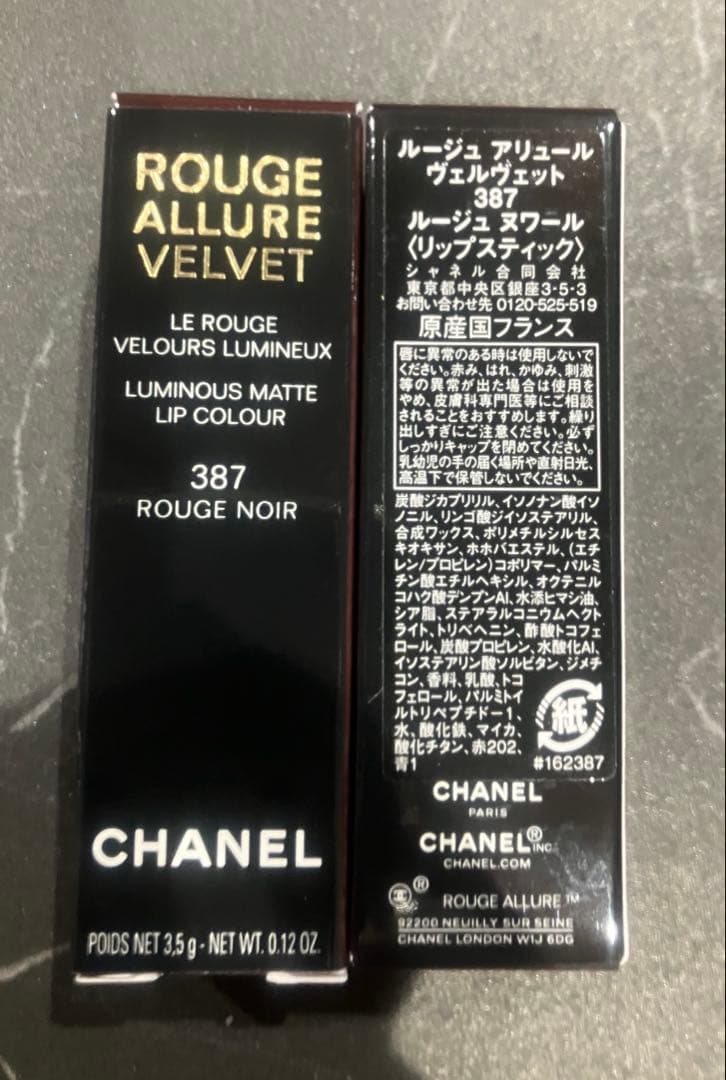 ROUGE
ALLURE
VELVET
LE ROUGE
VELOURS LUMINEUX
LUMINOUS MATTE
LIP COLOUR
387
ROUGE NOIR
CHANEL
POIDS NET 3,5 g - NET WT. 0.12 OZ.
ルージュ アリュール
ヴェルヴェット
387
ルージュ ヌワール
〈リップスティック〉
シャネル合同会社
東京都中央区銀座3-5-3
お問い合わせ先 0120-525-519
原産国フランス
唇に異常のある時は使用しないで
ください。赤み、はれ、かゆみ、刺激
等の異常が出た場合は使用を
やめ、皮膚科専門医等にご相談
されることをおすすめします。繰り
出しすぎにご注意ください。必ず
しっかりキャップを閉めてください。
乳幼児の手の届く場所や直射日光、
高温下で保管しないでください。
炭酸ジカプリリル、イソノナン酸イソ
ノニル、リンゴ酸ジイソステアリル、
合成ワックス、ポリメチルシルセス
キオキサン、ホホバエステル、(エチ
レン/プロピレン)コポリマー、パルミ
チン酸エチルヘキシル、オクテニル
コハク酸デンプンAl、水添ヒマシ油、
シア脂、ステアラルコニウムヘクト
ライト、トリベヘニン、酢酸トコフェ
ロール、炭酸プロピレン、水酸化Al、
イソステアリン酸ソルビタン、ジメチ
コン、香料、乳酸、トコ
フェロール、パルミトイ
ルトリペプチド－1、
水、酸化鉄、マイカ、
酸化チタン、赤202、
青1
紙
#162387
CHANEL
PARIS
CHANEL® INC.
CHANEL.COM
®
ROUGE ALLURE™
92200 NEUILLY SUR SEINE
CHANEL LONDON W1J 6DG